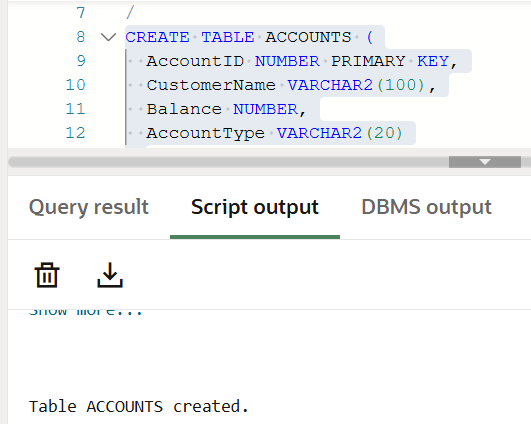 7 /
8 CREATE TABLE ACCOUNTS (
9 AccountID NUMBER PRIMARY KEY,
10 CustomerName VARCHAR2(100),
11 Balance NUMBER,
12 AccountType VARCHAR2(20)
Query result Script output DBMS output
Show more...
Table ACCOUNTS created.